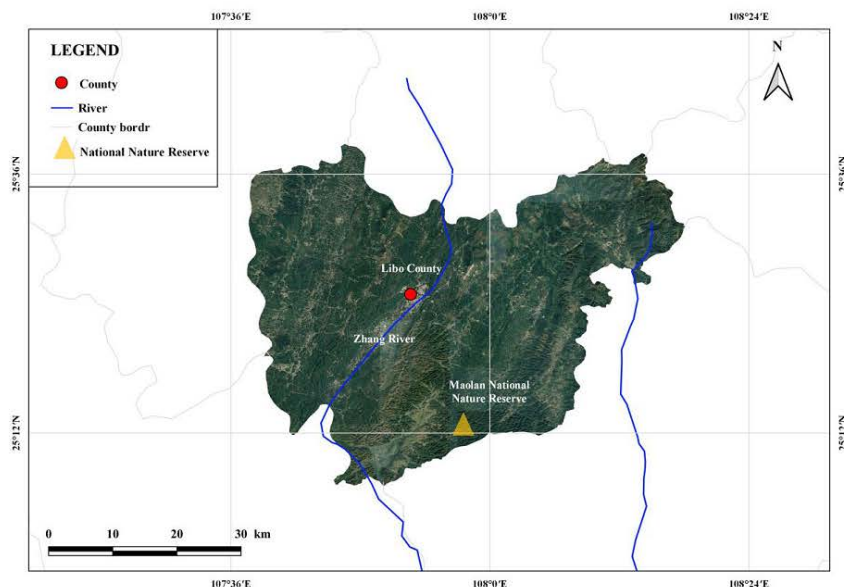 107°36'E
108°0'E
108°24'E
LEGEND
County
River
County bordr
National Nature Reserve
N
25°36'N
25°36'N
Libo County
Zhang River
Maolan National
Nature Reserve
25°12'N
25°12'N
0 10 20 30 km
107°36'E
108°0'E
108°24'E